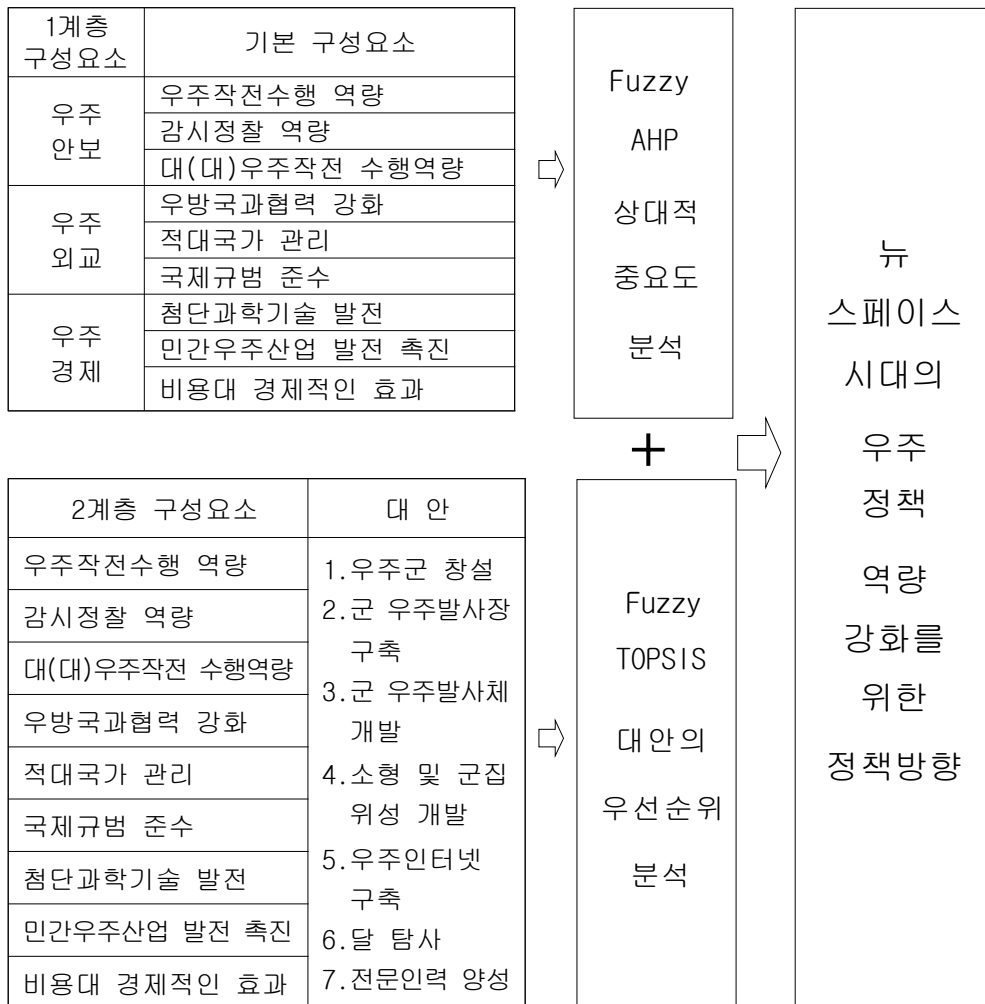 1계층
구성요소
기본 구성요소
우주
안보
우주작전수행 역량
감시정찰 역량
대(대)우주작전 수행역량
우주
외교
우방국과협력 강화
적대국가 관리
국제규범 준수
우주
경제
첨단과학기술 발전
민간우주산업 발전 촉진
비용대 경제적인 효과
Fuzzy
AHP
상대적
중요도
분석
+
2계층 구성요소
대 안
우주작전수행 역량
감시정찰 역량
대(대)우주작전 수행역량
우방국과협력 강화
적대국가 관리
국제규범 준수
첨단과학기술 발전
민간우주산업 발전 촉진
비용대 경제적인 효과
1.우주군 창설
2.군 우주발사장
구축
3.군 우주발사체
개발
4.소형 및 군집
위성 개발
5.우주인터넷
구축
6.달 탐사
7.전문인력 양성
Fuzzy
TOPSIS
대안의
우선순위
분석
뉴
스페이스
시대의
우주
정책
역량
강화를
위한
정책방향